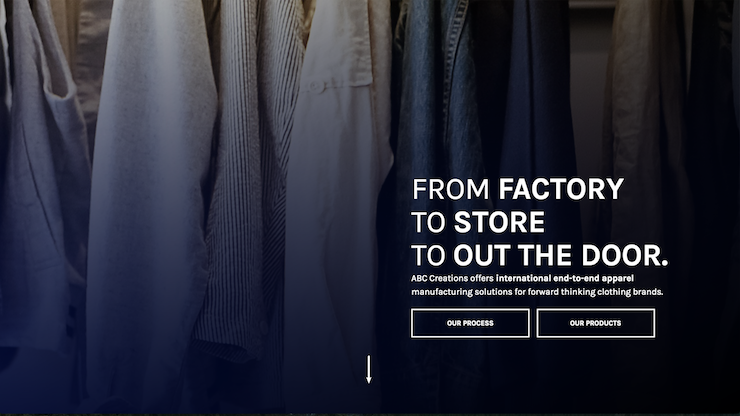 FROM FACTORY
TO STORE
TO OUT THE DOOR.
ABC Creations offers international end-to-end apparel
manufacturing solutions for forward thinking clothing brands.
OUR PROCESS
OUR PRODUCTS